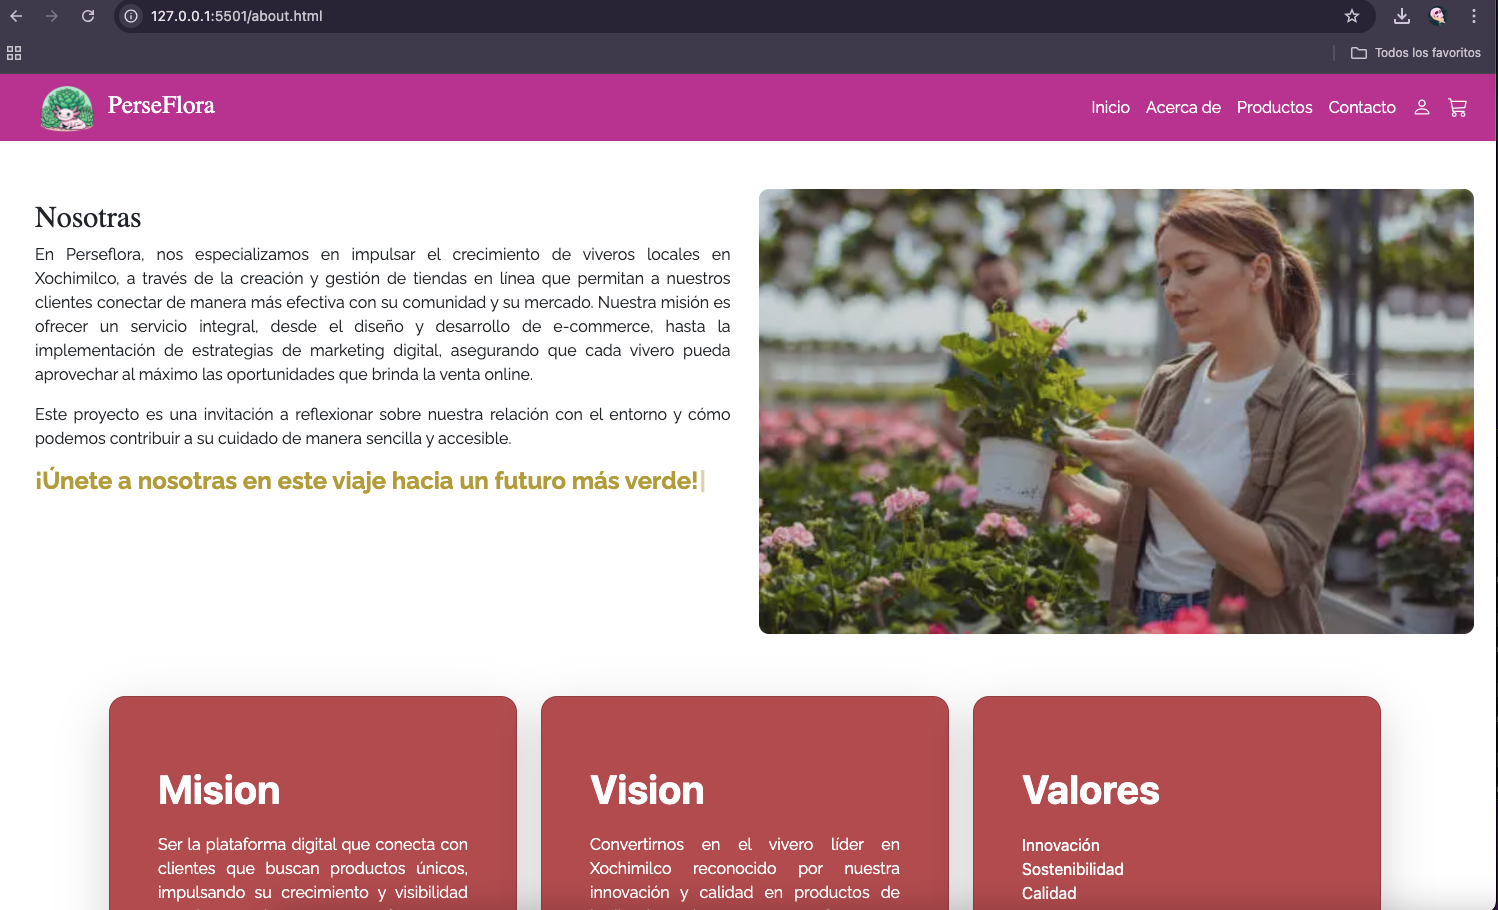 127.0.0.1:5501/about.html
Todos los favoritos
PerseFlora
Inicio Acerca de Productos Contacto
Nosotras
En Perseflora, nos especializamos en impulsar el crecimiento de viveros locales en
Xochimilco, a través de la creación y gestión de tiendas en línea que permitan a nuestros
clientes conectar de manera más efectiva con su comunidad y su mercado. Nuestra misión es
ofrecer un servicio integral, desde el diseño y desarrollo de e-commerce, hasta la
implementación de estrategias de marketing digital, asegurando que cada vivero pueda
aprovechar al máximo las oportunidades que brinda la venta online.
Este proyecto es una invitación a reflexionar sobre nuestra relación con el entorno y cómo
podemos contribuir a su cuidado de manera sencilla y accesible.
¡Únete a nosotras en este viaje hacia un futuro más verde!|
Mision
Ser la plataforma digital que conecta con
clientes que buscan productos únicos,
impulsando su crecimiento y visibilidad
Vision
Convertirnos en el vivero líder en
Xochimilco reconocido por nuestra
innovación y calidad en productos de
Valores
Innovación
Sostenibilidad
Calidad